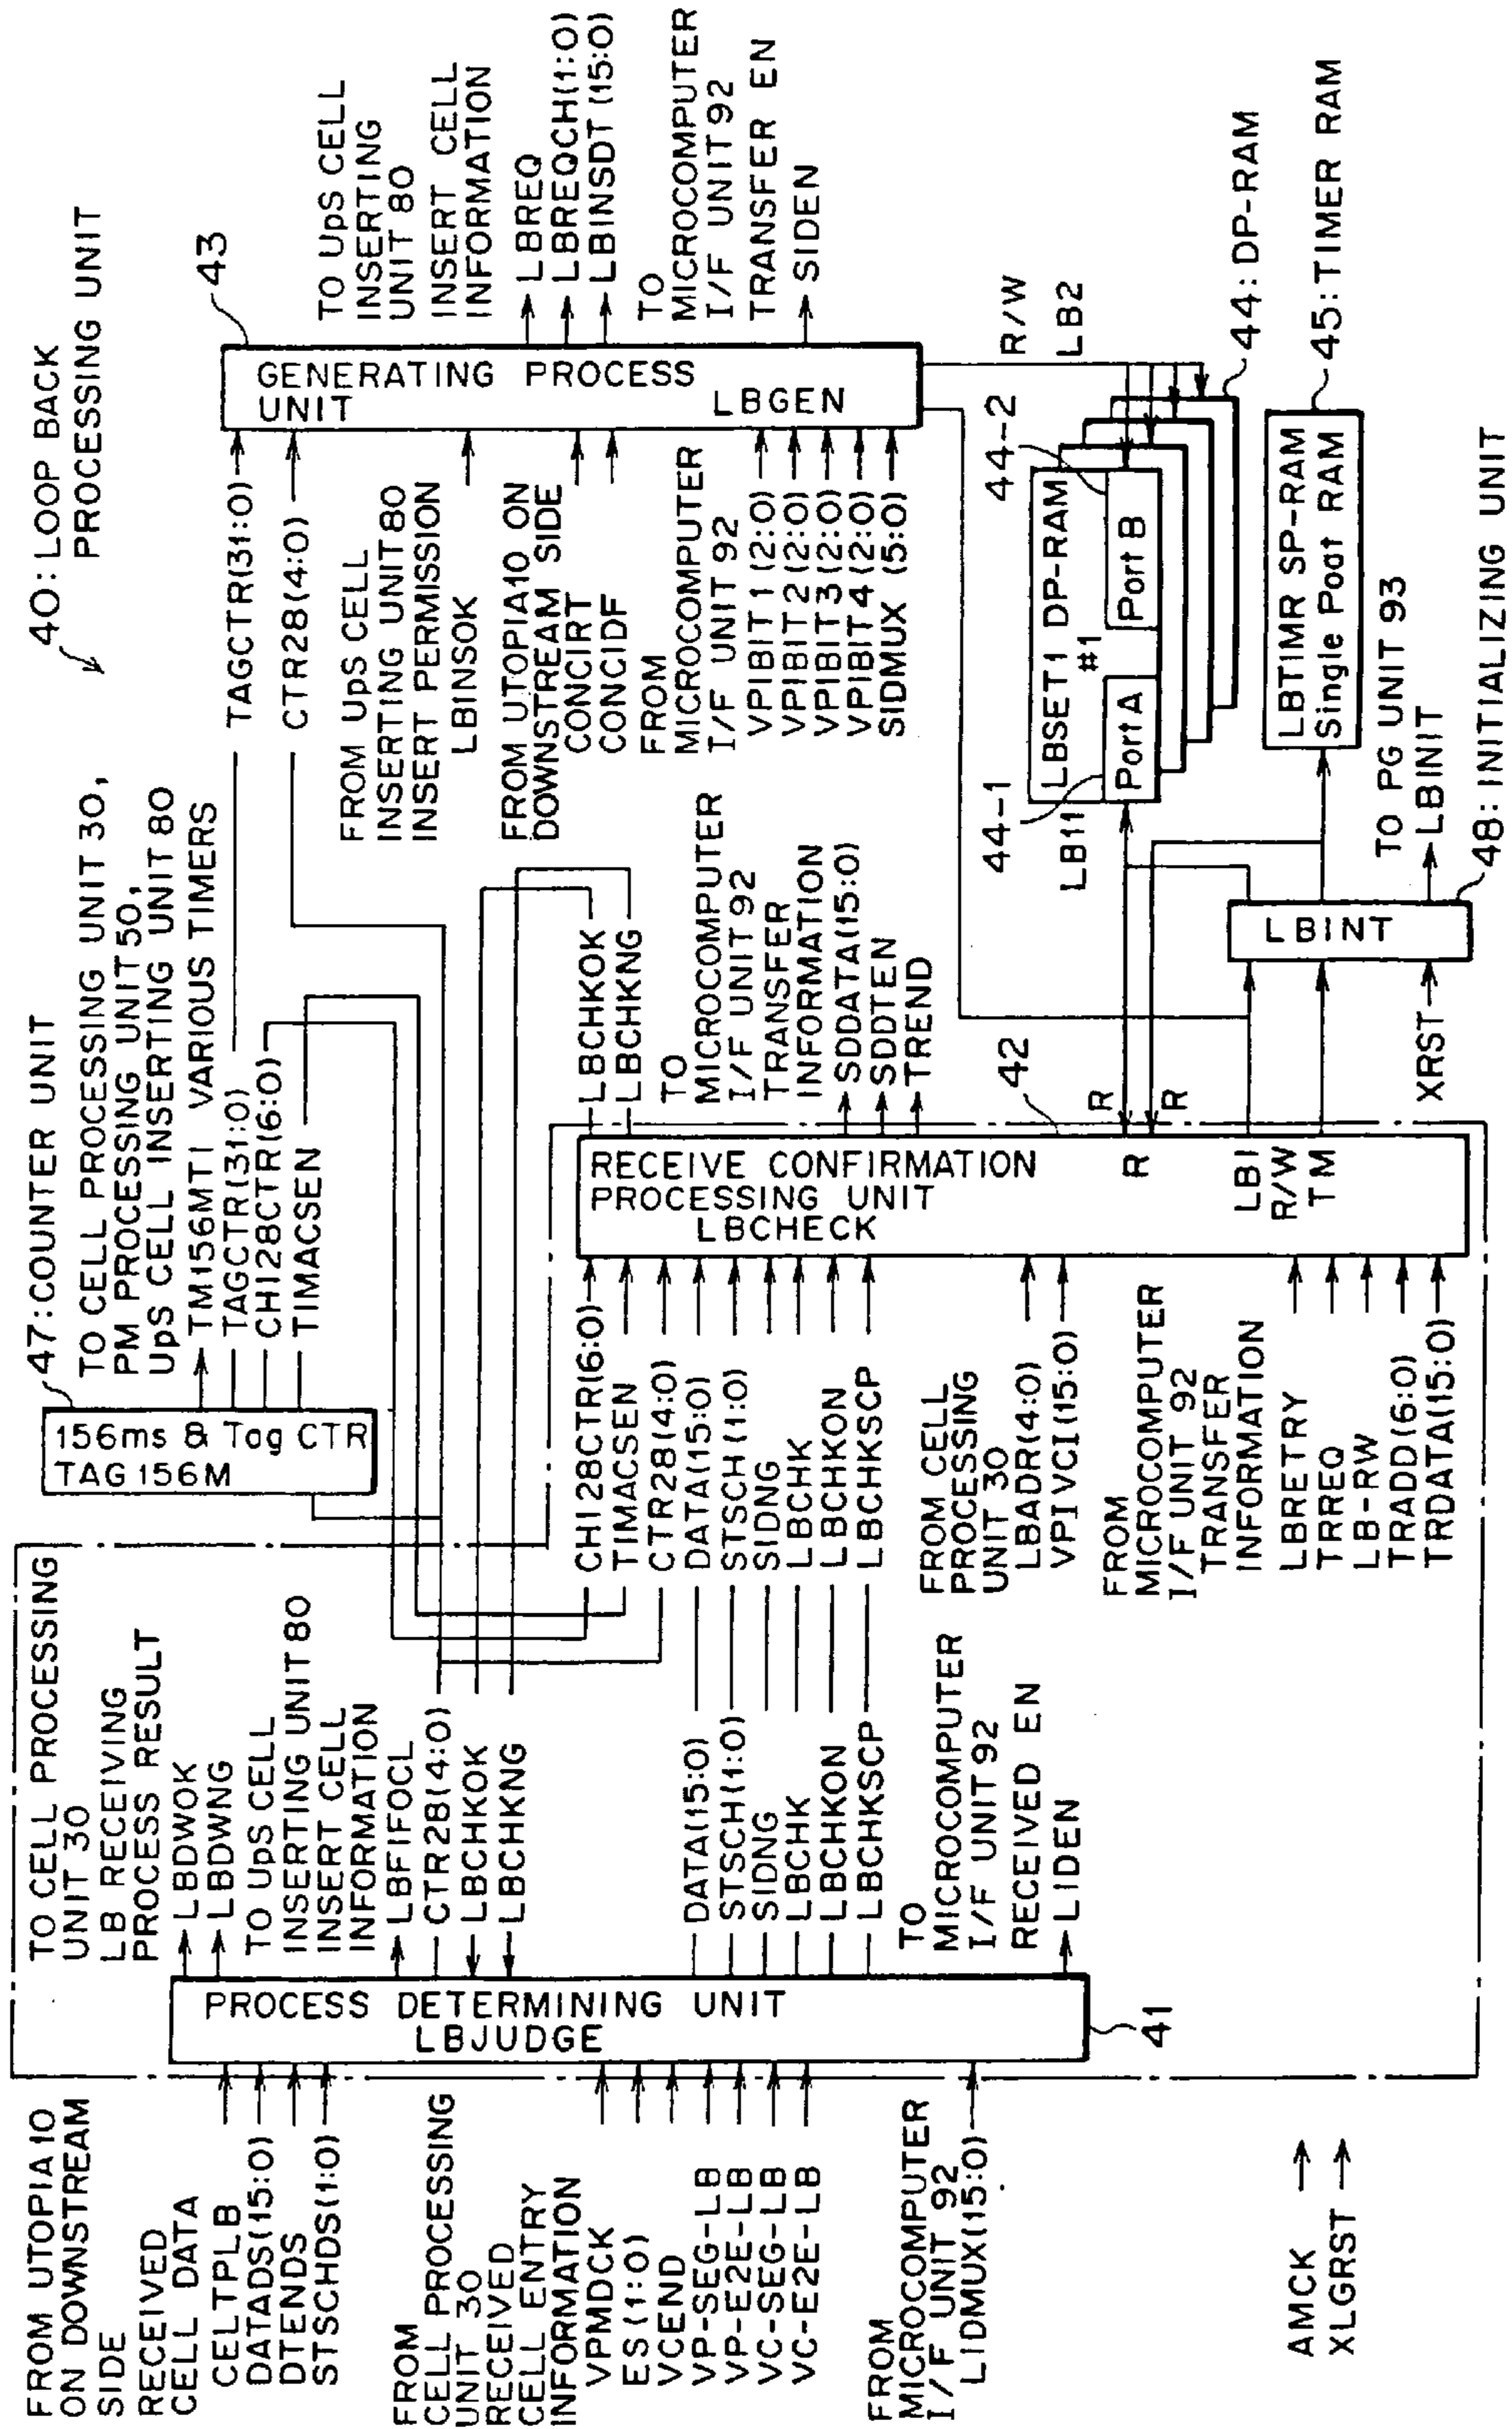 40: LOOP BACK
PROCESSING UNIT
47: COUNTER UNIT
156ms & Tag CTR
TAG 156M
TO CELL PROCESSING UNIT 30,
PM PROCESSING UNIT 50,
UpS CELL INSERTING UNIT 80
TM156MT1 VARIOUS TIMERS
TAGCTR(31:0)
CH128CTR(6:0)
TIMACSEN
TAGCTR(31:0)
CTR28(4:0)
FROM UTOPIA 10
ON DOWNSTREAM
SIDE
RECEIVED
CELL DATA
CELTPLB
DATADS(15:0)
DTENDS
STSCHDS(1:0)
FROM
CELL PROCESSING
UNIT 30
RECEIVED
CELL ENTRY
INFORMATION
VPMDCK
ES(1:0)
VCEND
VP-SEG-LB
VP-E2E-LB
VC-SEG-LB
VC-E2E-LB
FROM
MICROCOMPUTER
I/F UNIT 92
LIDMUX(15:0)
AMCK
XLGRST
PROCESS DETERMINING UNIT
LBJUDGE
41
TO CELL PROCESSING
UNIT 30
LB RECEIVING
PROCESS RESULT
LBDWOK
LBDWNG
TO UpS CELL
INSERTING UNIT 80
INSERT CELL
INFORMATION
LBFIFOCL
CTR28(4:0)
LBCHKOK
LBCHKNG
DATA(15:0)
STSCH(1:0)
SIDNG
LBCHK
LBCHKON
LBCHKSCP
TO
MICROCOMPUTER
I/F UNIT 92
RECEIVED EN
LIDEN
CH128CTR(6:0)
TIMACSEN
CTR28(4:0)
DATA(15:0)
STSCH(1:0)
SIDNG
LBCHK
LBCHKON
LBCHKSCP
FROM CELL
PROCESSING
UNIT 30
LBADR(4:0)
VPIVCI(15:0)
FROM
MICROCOMPUTER
I/F UNIT 92
TRANSFER
INFORMATION
LBRETRY
TRREQ
LB-RW
TRADD(6:0)
TRDATA(15:0)
RECEIVE CONFIRMATION
PROCESSING UNIT
LBCHECK
R
LB1
R/W
TM
42
LBCHKOK
LBCHKNG
TO
MICROCOMPUTER
I/F UNIT 92
TRANSFER
INFORMATION
SDDATA(15:0)
SDDTEN
TREND
R
R
XRST
LBINT
48: INITIALIZING UNIT
TO PG UNIT 93
LBINIT
FROM UpS CELL
INSERTING UNIT 80
INSERT PERMISSION
LBINSOK
FROM UTOPIA10 ON
DOWNSTREAM SIDE
CONCIRT
CONCIDF
FROM
MICROCOMPUTER
I/F UNIT 92
VPIBIT1(2:0)
VPIBIT2(2:0)
VPIBIT3(2:0)
VPIBIT4(2:0)
SIDMUX(5:0)
GENERATING PROCESS
UNIT LBGEN
43
TO UpS CELL
INSERTING
UNIT 80
INSERT CELL
INFORMATION
LBREQ
LBREQCH(1:0)
LBINSDT(15:0)
TO
MICROCOMPUTER
I/F UNIT 92
TRANSFER EN
SIDEN
R/W
LB2
44-1
44-2
LB11
LBSET1 DP-RAM
#1
Port A
Port B
44: DP-RAM
LBTIMR SP-RAM
Single Poat RAM
45: TIMER RAM